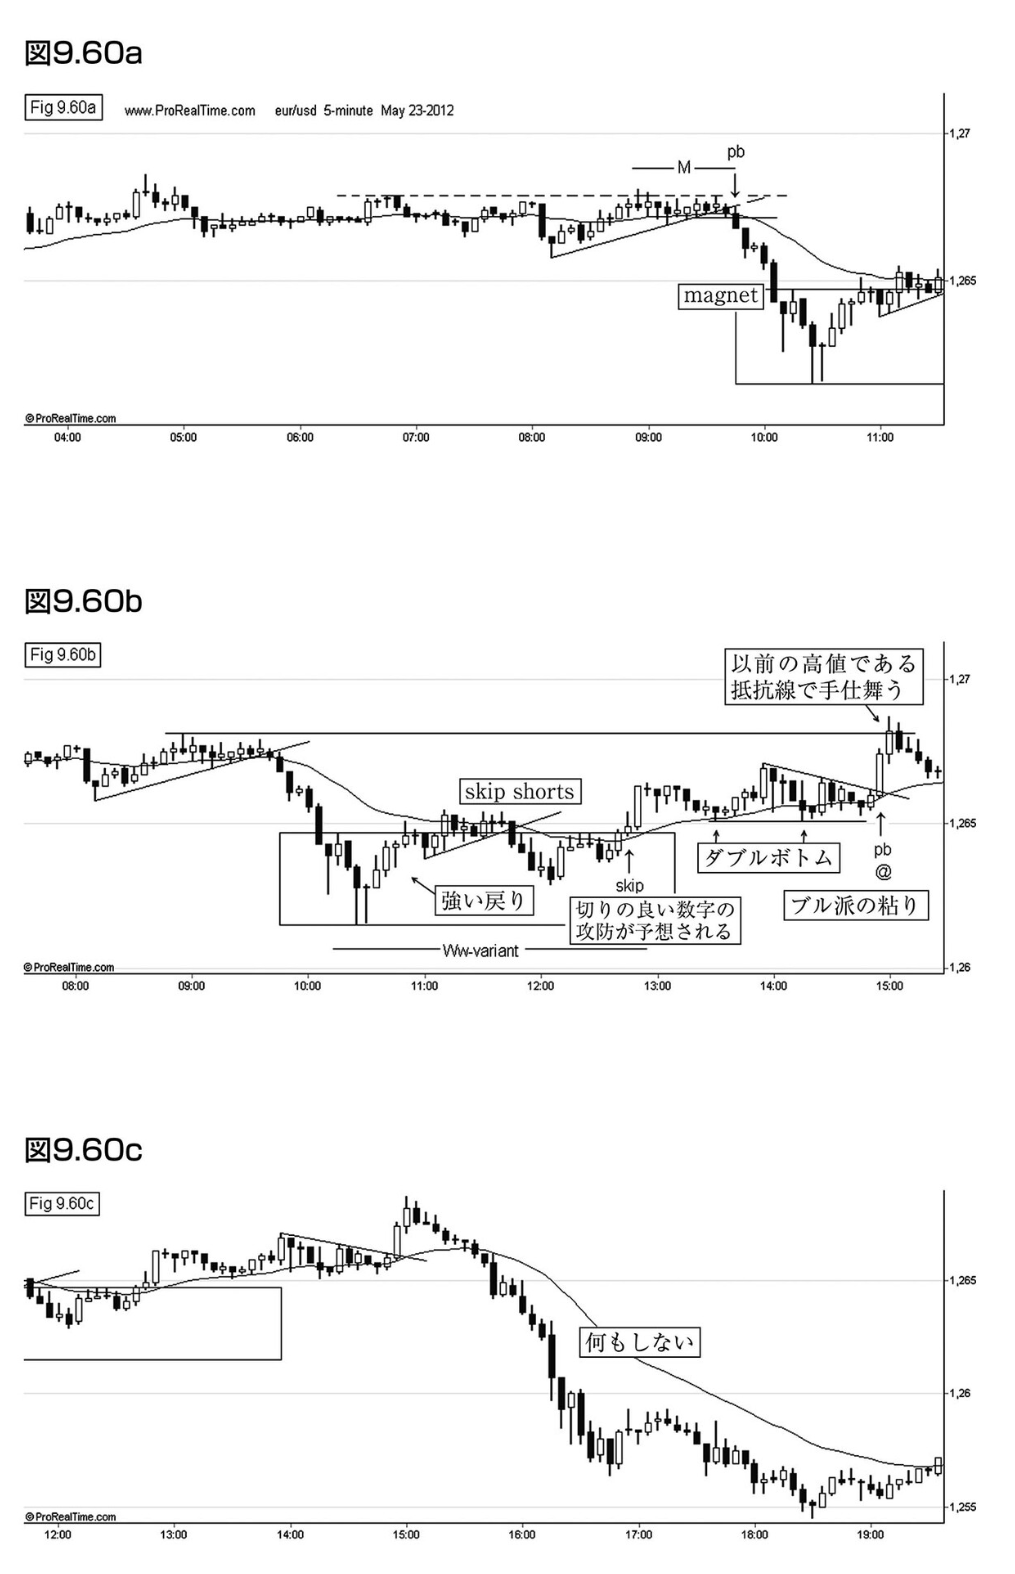 図9.60a
Fig 9.60a www.ProRealTime.com eur/usd 5-minute May 23-2012
1,27
pb
M
1,265
magnet
©ProRealTime.com
04:00 05:00 06:00 07:00 08:00 09:00 10:00 11:00
図9.60b
Fig 9.60b
以前の高値である
抵抗線で手仕舞う
1,27
skip shorts
1,265
ダブルボトム
pb
@
skip
強い戻り
切りの良い数字の
攻防が予想される
ブル派の粘り
Ww-variant
©ProRealTime.com
1,26
08:00 09:00 10:00 11:00 12:00 13:00 14:00 15:00
図9.60c
Fig 9.60c
1,265
何もしない
1,26
1,255
©ProRealTime.com
12:00 13:00 14:00 15:00 16:00 17:00 18:00 19:00